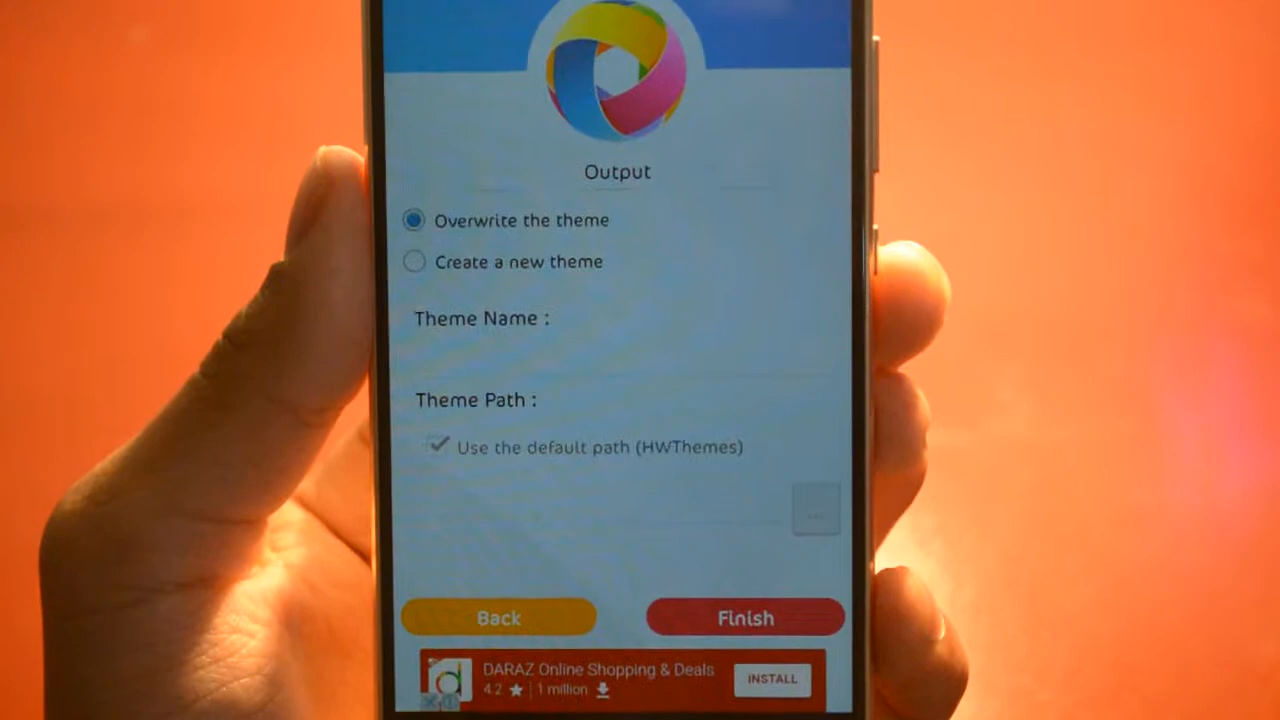 Output
Overwrite the theme
Create a new theme
Theme Name :
Theme Path :
Use the default path (HWThemes)
...
Back
Finish
DARAZ Online Shopping & Deals
4.2 ★ | 1 million
INSTALL